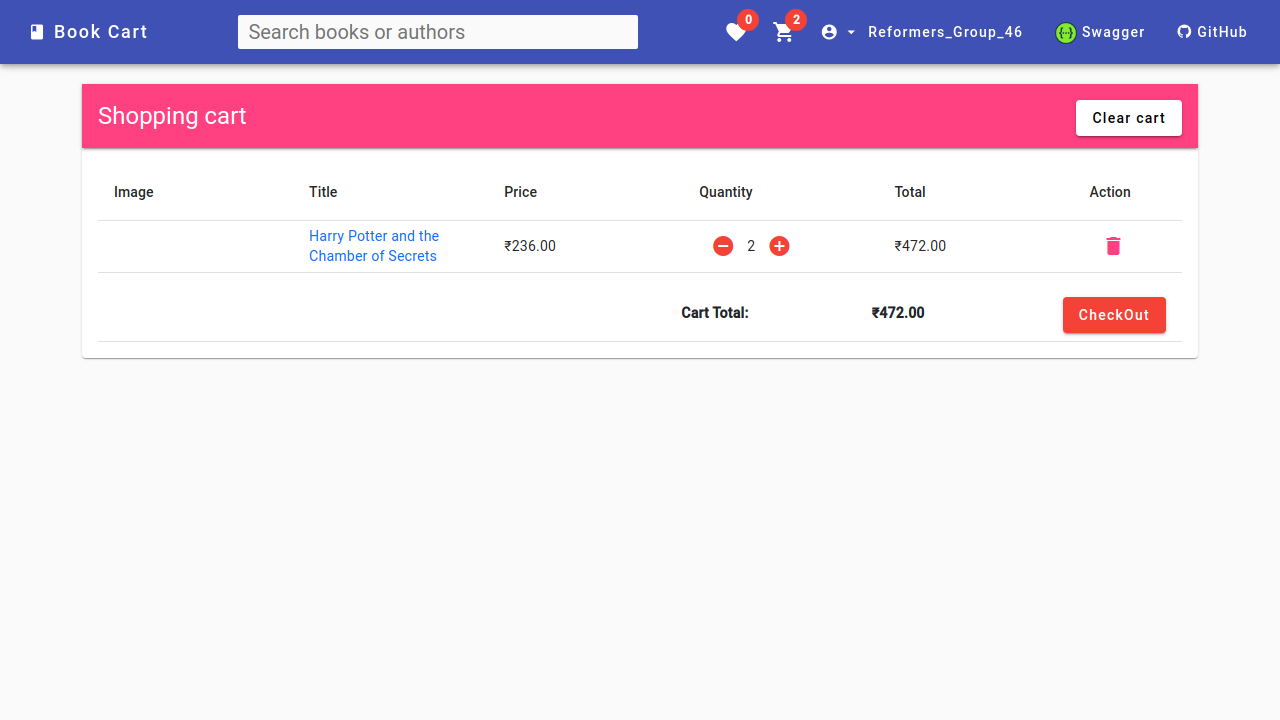 Book Cart
Search books or authors
0
2
Reformers_Group_46
{···}
Swagger
GitHub
Shopping cart
Clear cart
Image Title Price Quantity Total Action
Harry Potter and the
Chamber of Secrets
₹236.00 2 ₹472.00
Cart Total: ₹472.00 CheckOut